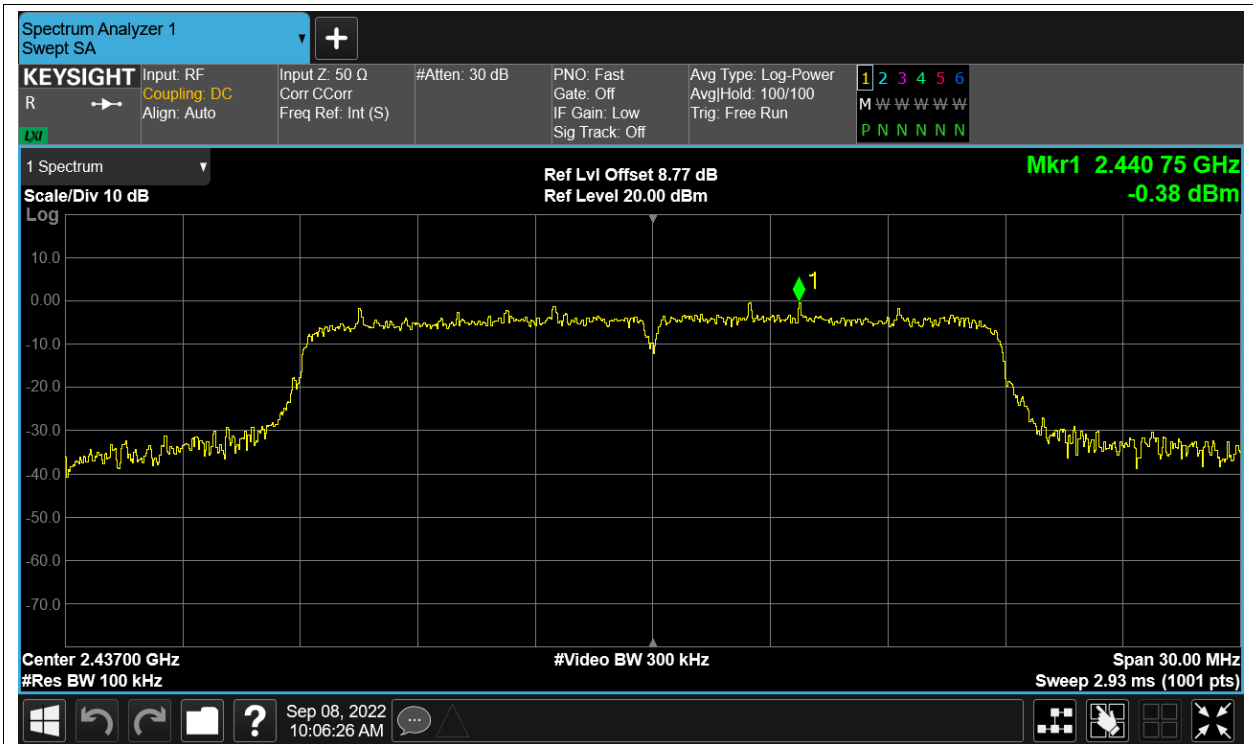 Spectrum Analyzer 1
Swept SA
KEYSIGHT
R
LXI
Input: RF
Coupling: DC
Align: Auto
Input Z: 50 Ω
Corr CCorr
Freq Ref: Int (S)
#Atten: 30 dB
PNO: Fast
Gate: Off
IF Gain: Low
Sig Track: Off
Avg Type: Log-Power
Avg|Hold: 100/100
Trig: Free Run
1 2 3 4 5 6
M W W W W W
P N N N N N
1 Spectrum
Scale/Div 10 dB
Ref Lvl Offset 8.77 dB
Ref Level 20.00 dBm
Mkr1 2.440 75 GHz
-0.38 dBm
Log
1
10.0
0.00
-10.0
-20.0
-30.0
-40.0
-50.0
-60.0
-70.0
Center 2.43700 GHz
#Video BW 300 kHz
Span 30.00 MHz
#Res BW 100 kHz
Sweep 2.93 ms (1001 pts)
?
Sep 08, 2022
10:06:26 AM